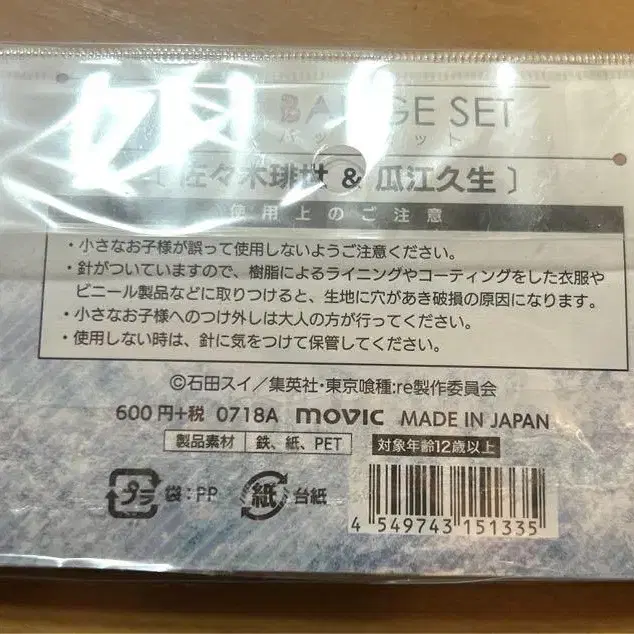 BADGE SET
バッジセット
〔 佐々木琲世 & 瓜江久生 〕
使用上のご注意
・小さなお子様が誤って使用しないようご注意ください。
・針がついていますので、樹脂によるライニングやコーティングをした衣服や
ビニール製品などに取りつけると、生地に穴があき破損の原因になります。
・小さなお子様へのつけ外しは大人の方が行ってください。
・使用しない時は、針に気をつけて保管してください。
©石田スイ/集英社・東京喰種:re製作委員会
600円+税 0718A movic MADE IN JAPAN
製品素材 鉄、紙、PET 対象年齢12歳以上
プラ 袋:PP 紙 台紙
4 549743 151335